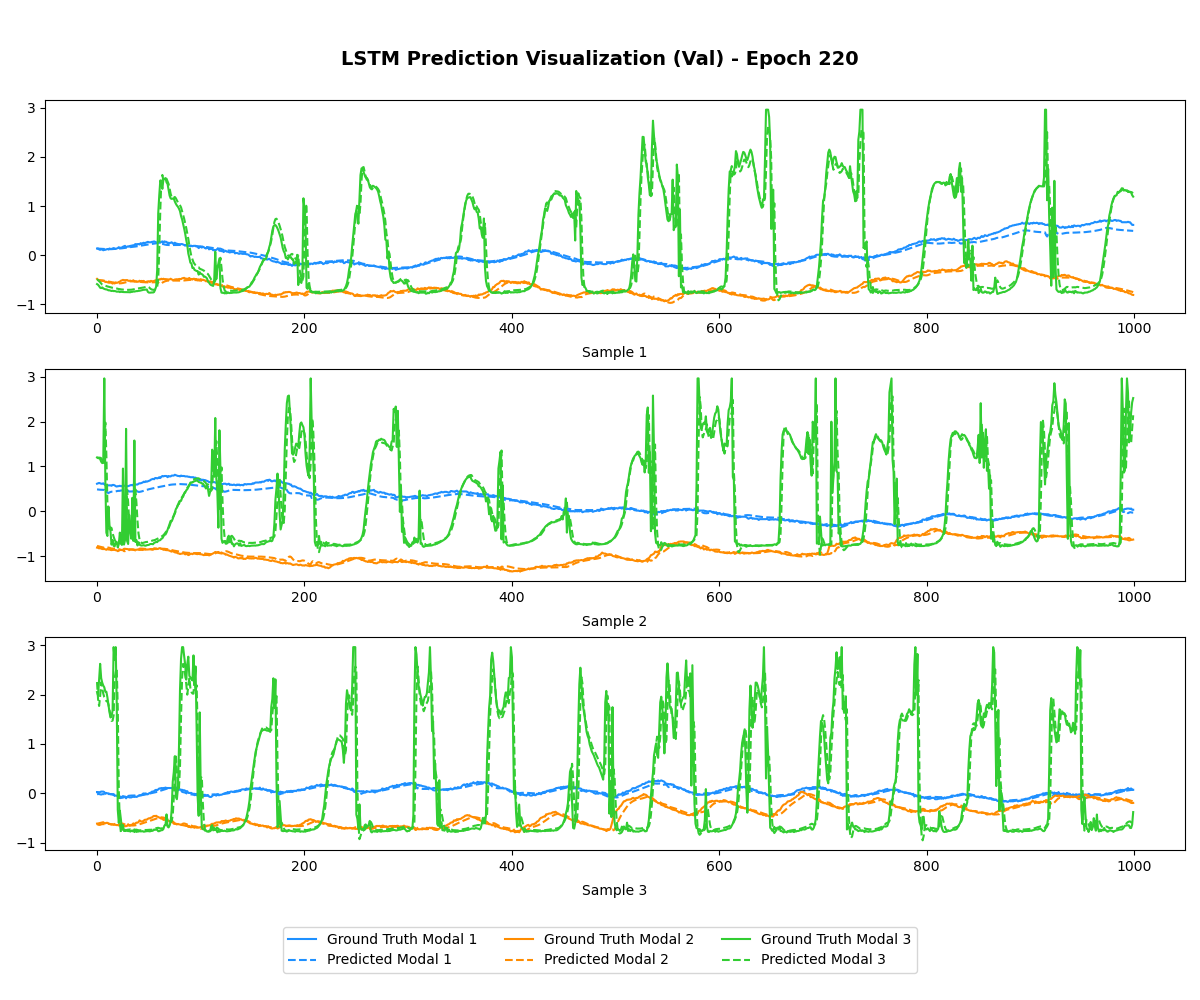 LSTM Prediction Visualization (Val) - Epoch 220
3
2
1
0
−1
0 200 400 600 800 1000
Sample 1
3
2
1
0
−1
0 200 400 600 800 1000
Sample 2
3
2
1
0
−1
0 200 400 600 800 1000
Sample 3
Ground Truth Modal 1 Ground Truth Modal 2 Ground Truth Modal 3
Predicted Modal 1 Predicted Modal 2 Predicted Modal 3